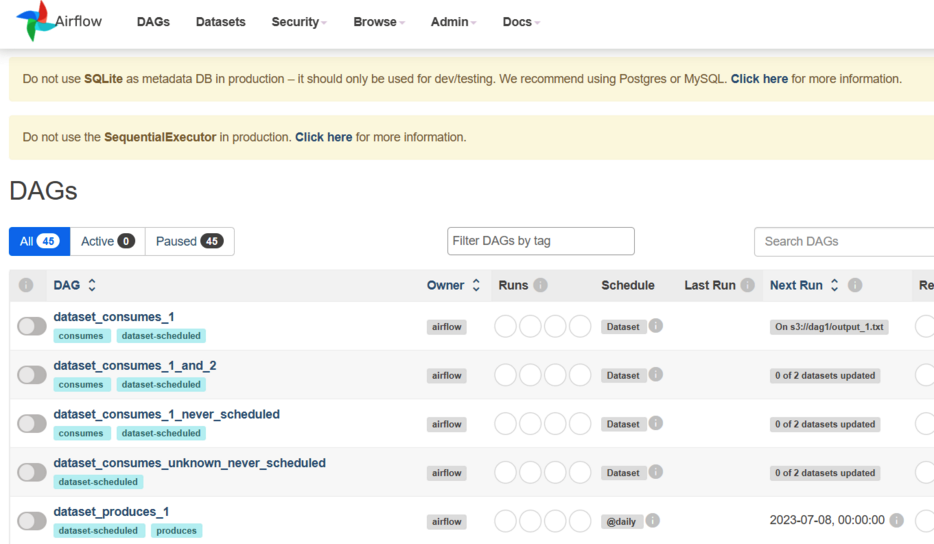 Airflow DAGs Datasets Security Browse Admin Docs
Do not use SQLite as metadata DB in production – it should only be used for dev/testing. We recommend using Postgres or MySQL. Click here for more information.
Do not use the SequentialExecutor in production. Click here for more information.
DAGs
All 45 Active 0 Paused 45 Filter DAGs by tag Search DAGs
i DAG Owner Runs i Schedule Last Run i Next Run i Re
dataset_consumes_1
consumes dataset-scheduled airflow Dataset i On s3://dag1/output_1.txt
dataset_consumes_1_and_2
consumes dataset-scheduled airflow Dataset i 0 of 2 datasets updated
dataset_consumes_1_never_scheduled
consumes dataset-scheduled airflow Dataset i 0 of 2 datasets updated
dataset_consumes_unknown_never_scheduled
dataset-scheduled airflow Dataset i 0 of 2 datasets updated
dataset_produces_1
dataset-scheduled produces airflow @daily i 2023-07-08, 00:00:00 i